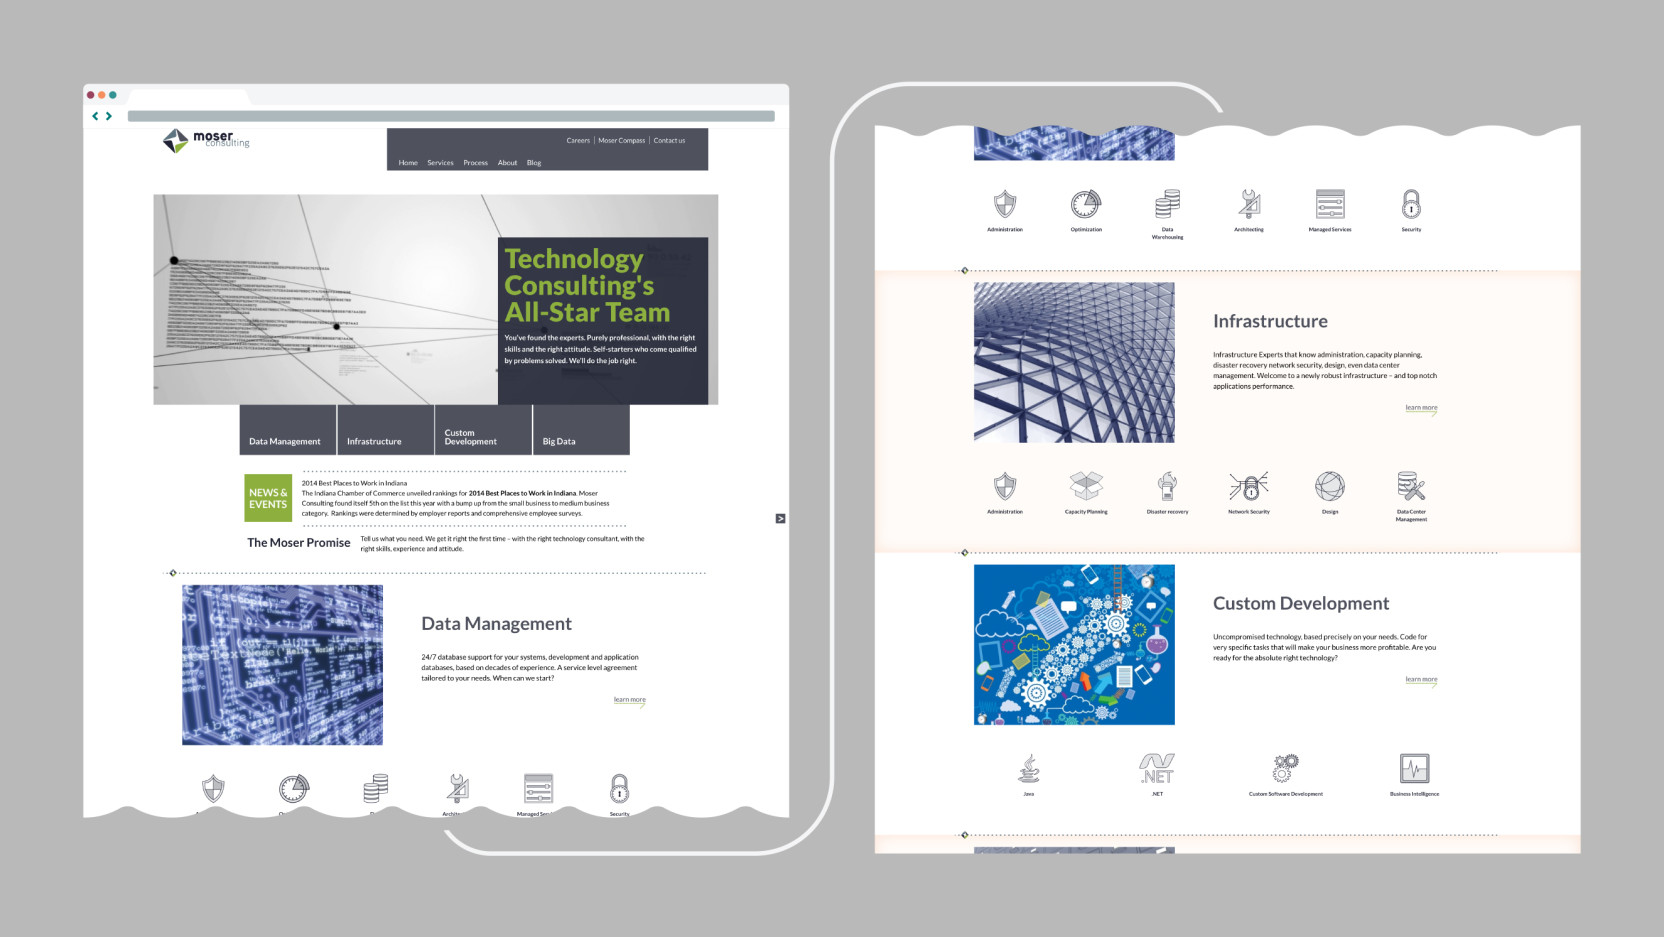 moser
consulting
Careers | Moser Compass | Contact us
Home Services Process About Blog
Technology
Consulting's
All-Star Team
You've found the experts. Purely professional, with the right
skills and the right attitude. Self-starters who come qualified
by problems solved. We'll do the job right.
Data Management
Infrastructure
Custom
Development
Big Data
NEWS &
EVENTS
2014 Best Places to Work in Indiana
The Indiana Chamber of Commerce unveiled rankings for 2014 Best Places to Work in Indiana. Moser
Consulting found itself 5th on the list this year with a bump up from the small business to medium business
category. Rankings were determined by employer reports and comprehensive employee surveys.
The Moser Promise
Tell us what you need. We get it right the first time – with the right technology consultant, with the
right skills, experience and attitude.
Data Management
24/7 database support for your systems, development and application
databases, based on decades of experience. A service level agreement
tailored to your needs. When can we start?
learn more
Security
Administration
Optimization
Data
Warehousing
Architecting
Managed Services
Security
Infrastructure
Infrastructure Experts that know administration, capacity planning,
disaster recovery network security, design, even data center
management. Welcome to a newly robust infrastructure – and top notch
applications performance.
learn more
Administration
Capacity Planning
Disaster recovery
Network Security
Design
Data Center
Management
Custom Development
Uncompromised technology, based precisely on your needs. Code for
very specific tasks that will make your business more profitable. Are you
ready for the absolute right technology?
learn more
.NET
Java
.NET
Custom Software Development
Business Intelligence